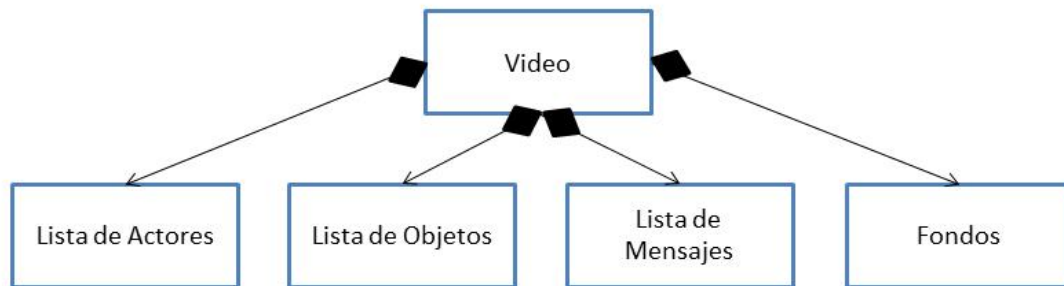 Video
Lista de Actores
Lista de Objetos
Lista de
Mensajes
Fondos